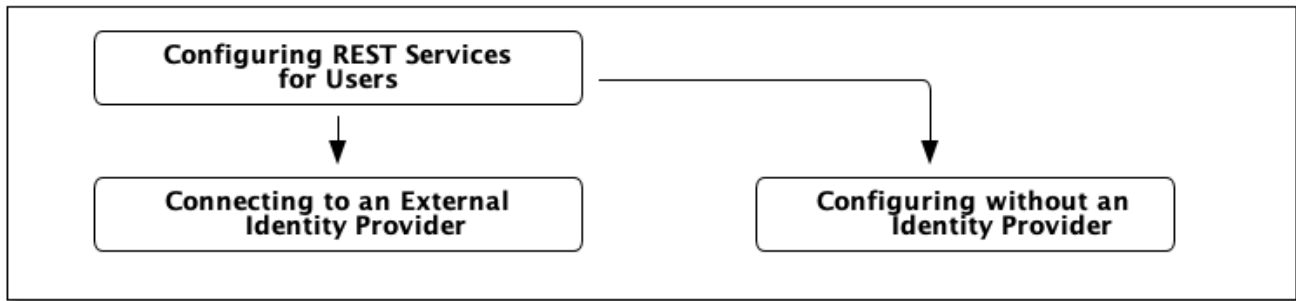 Configuring REST Services
for Users
Connecting to an External
Identity Provider
Configuring without an
Identity Provider